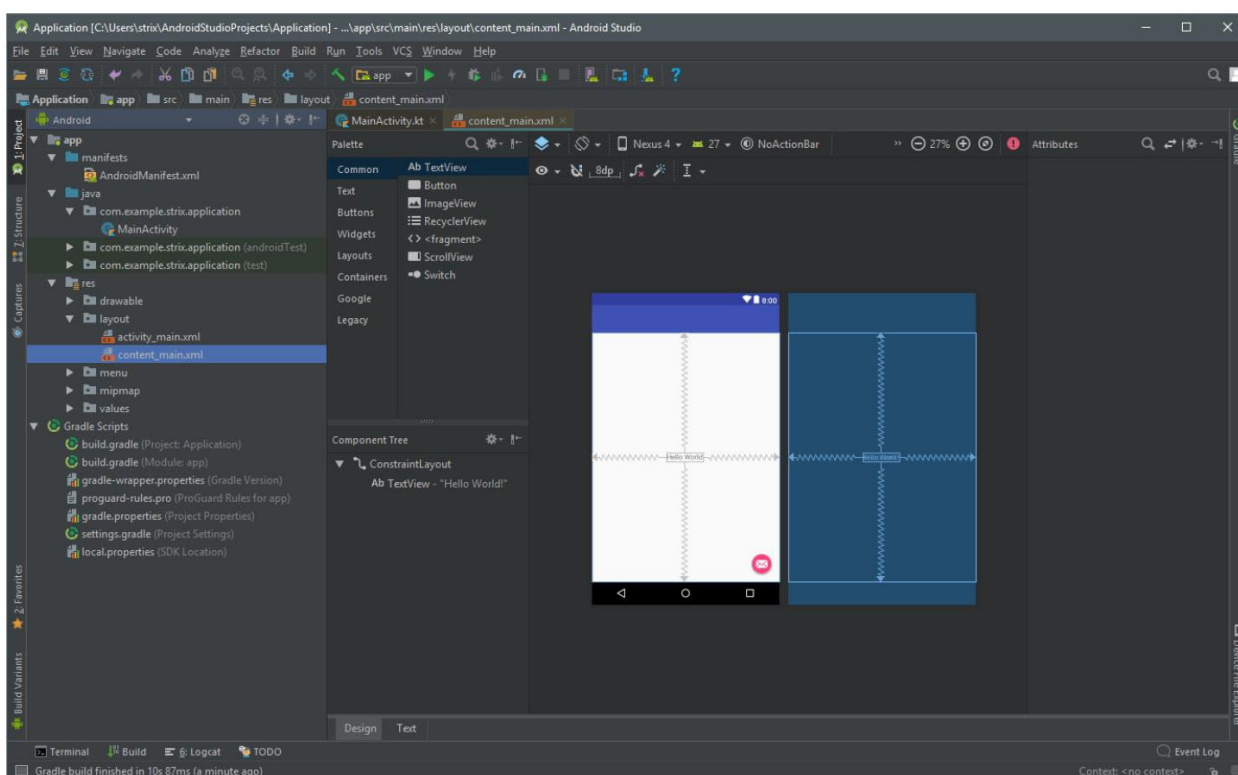 Application [C:\Users\strix\AndroidStudioProjects\Application] - ...\app\src\main\res\layout\content_main.xml - Android Studio
File Edit View Navigate Code Analyze Refactor Build Run Tools VCS Window Help
app
Application app src main res layout content_main.xml
1: Project
Z: Structure
Captures
2: Favorites
Build Variants
Android
app
manifests
AndroidManifest.xml
java
com.example.strix.application
MainActivity
com.example.strix.application (androidTest)
com.example.strix.application (test)
res
drawable
layout
activity_main.xml
content_main.xml
menu
mipmap
values
Gradle Scripts
build.gradle (Project: Application)
build.gradle (Module: app)
gradle-wrapper.properties (Gradle Version)
proguard-rules.pro (ProGuard Rules for app)
gradle.properties (Project Properties)
settings.gradle (Project Settings)
local.properties (SDK Location)
MainActivity.kt content_main.xml
Palette
Common
Text
Buttons
Widgets
Layouts
Containers
Google
Legacy
Ab TextView
Button
ImageView
RecyclerView
<> <fragment>
ScrollView
Switch
Component Tree
ConstraintLayout
Ab TextView - "Hello World!"
Nexus 4 27 NoActionBar 27%
8dp
8:00
Hello World!
Hello World!
Attributes
Gradle
Device File Explorer
Design Text
Terminal Build 6: Logcat TODO Event Log
Gradle build finished in 10s 87ms (a minute ago) Context: <no context>